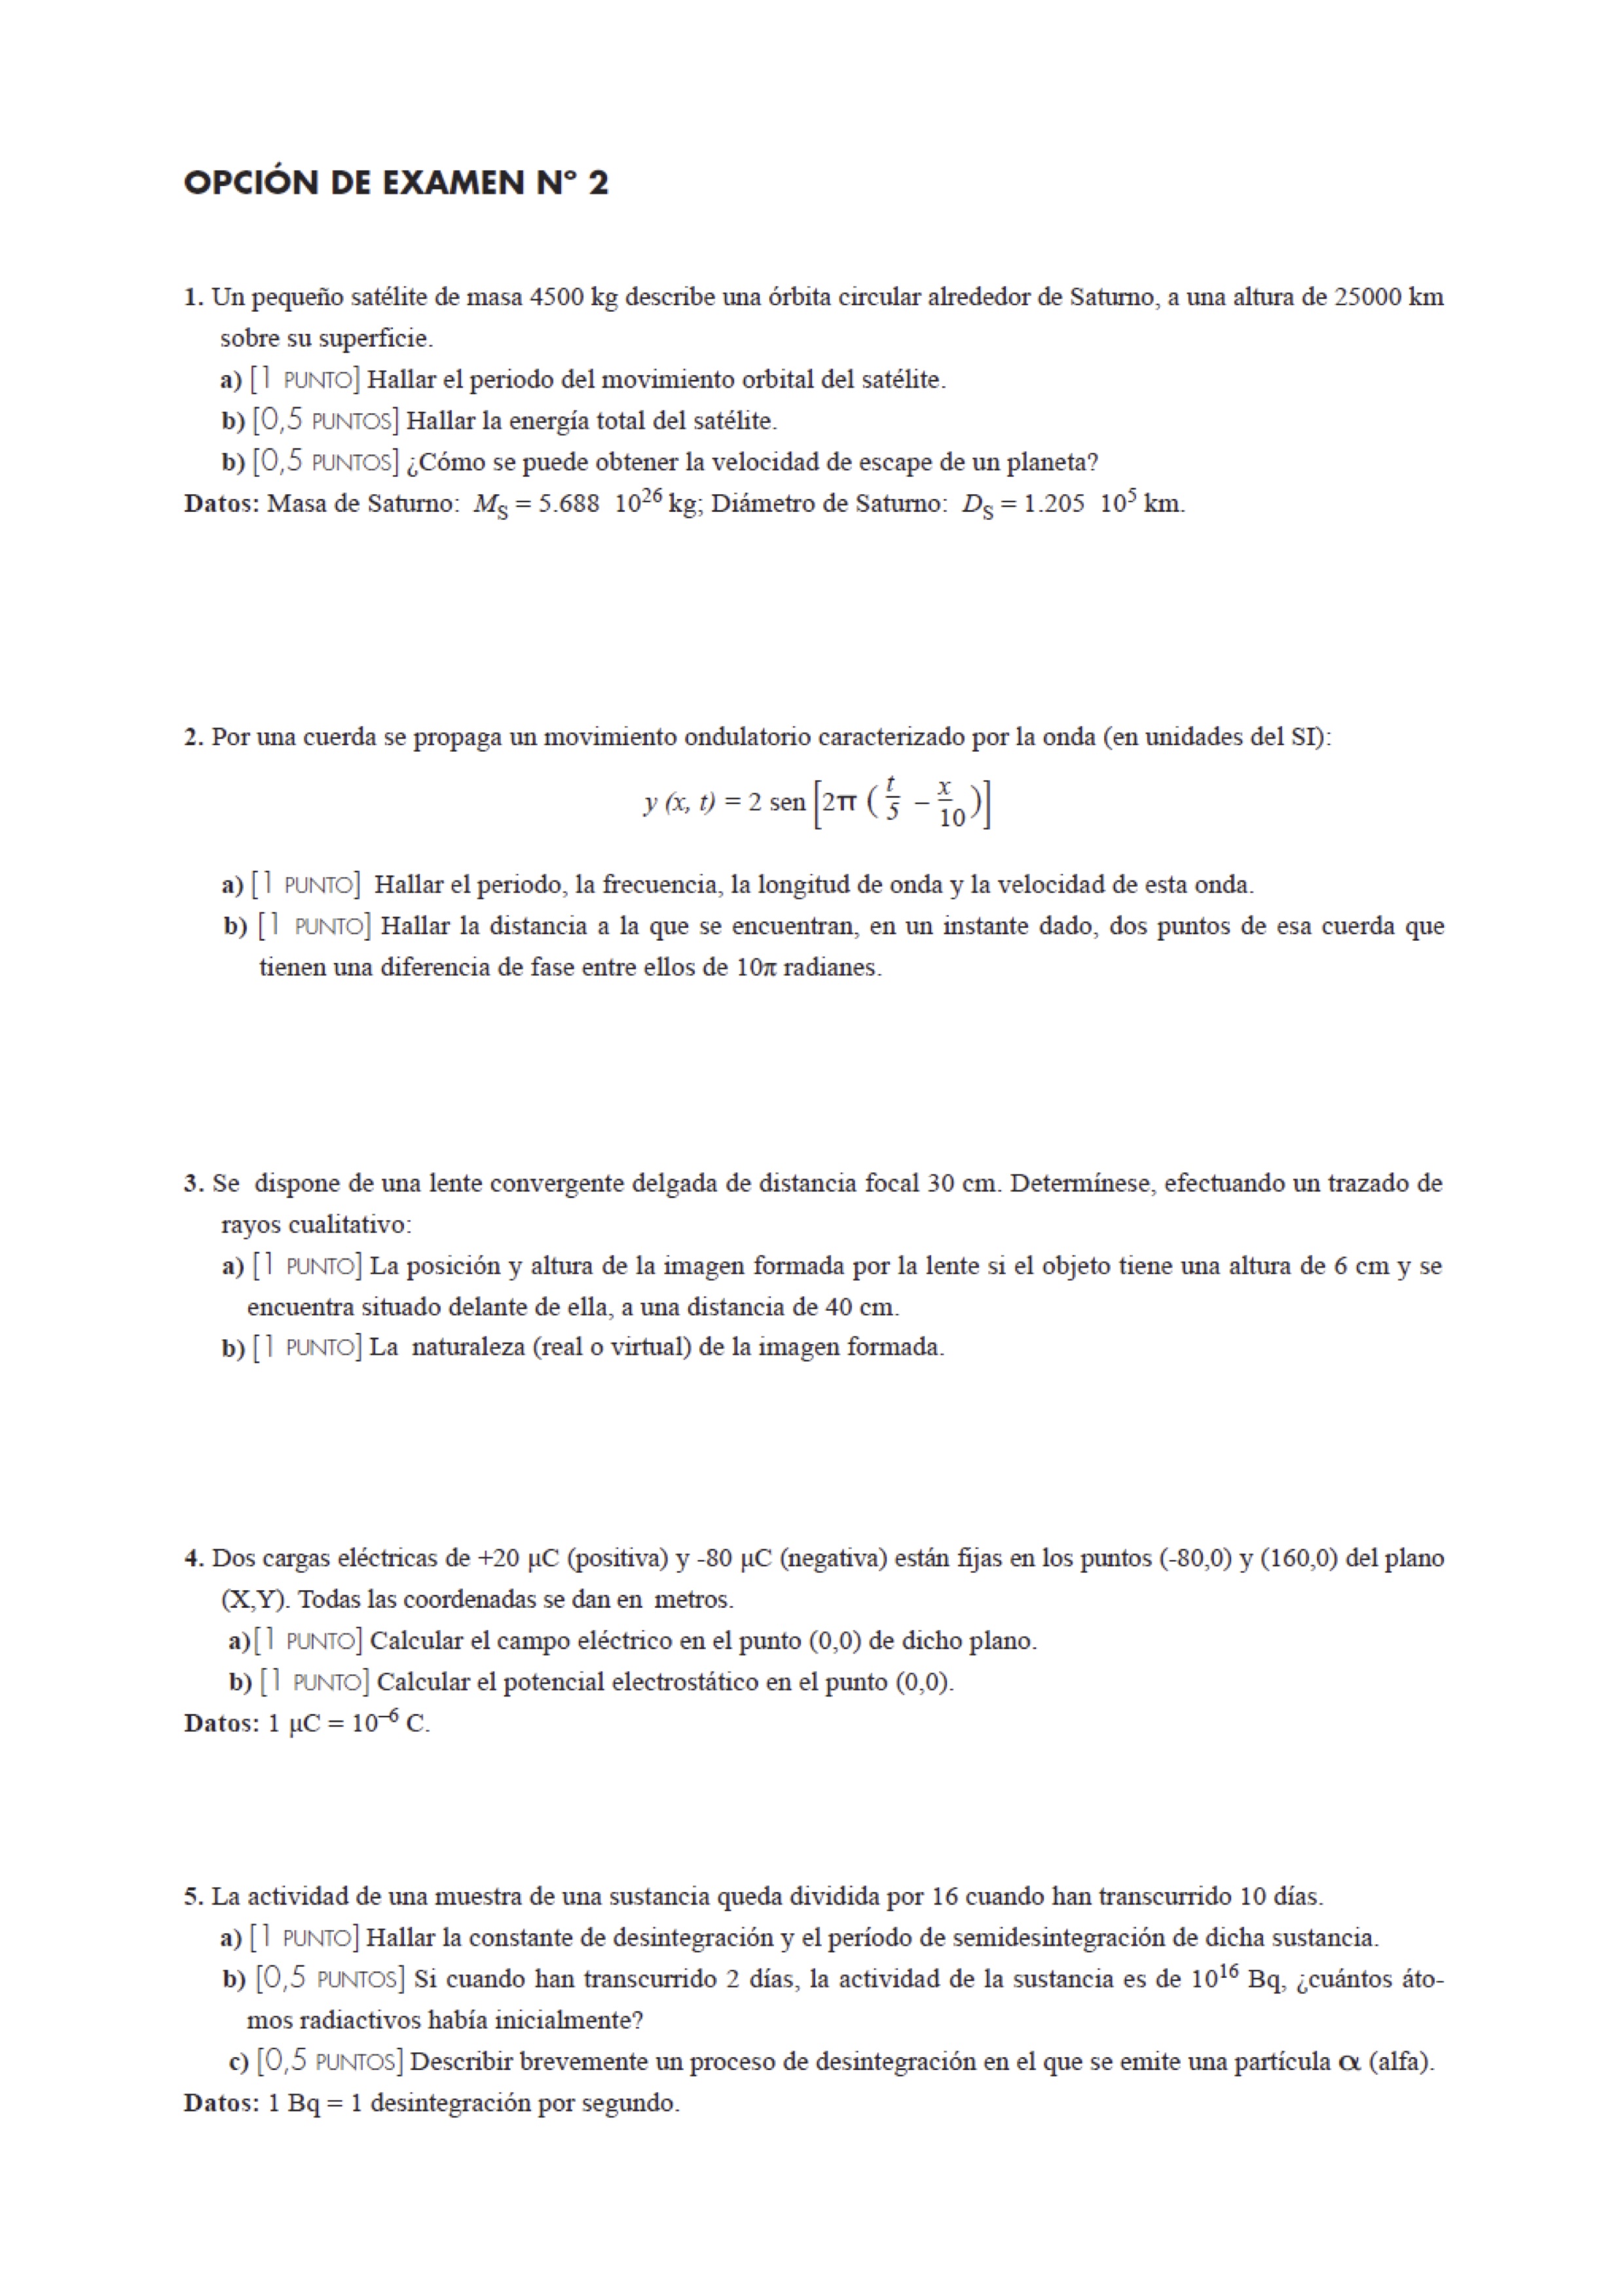 OPCIÓN DE EXAMEN Nº 2
1. Un pequeño satélite de masa 4500 kg describe una órbita circular alrededor de Saturno, a una altura de 25000 km
sobre su superficie.
a) [1 PUNTO] Hallar el periodo del movimiento orbital del satélite.
b) [0,5 PUNTOS] Hallar la energía total del satélite.
b) [0,5 PUNTOS] ¿Cómo se puede obtener la velocidad de escape de un planeta?
Datos: Masa de Saturno: M_S = 5.688 10^26 kg; Diámetro de Saturno: D_S = 1.205 10^5 km.
2. Por una cuerda se propaga un movimiento ondulatorio caracterizado por la onda (en unidades del SI):
y (x, t) = 2 sen [2π (t/5 – x/10)]
a) [1 PUNTO] Hallar el periodo, la frecuencia, la longitud de onda y la velocidad de esta onda.
b) [1 PUNTO] Hallar la distancia a la que se encuentran, en un instante dado, dos puntos de esa cuerda que
tienen una diferencia de fase entre ellos de 10π radianes.
3. Se dispone de una lente convergente delgada de distancia focal 30 cm. Determínese, efectuando un trazado de
rayos cualitativo:
a) [1 PUNTO] La posición y altura de la imagen formada por la lente si el objeto tiene una altura de 6 cm y se
encuentra situado delante de ella, a una distancia de 40 cm.
b) [1 PUNTO] La naturaleza (real o virtual) de la imagen formada.
4. Dos cargas eléctricas de +20 μC (positiva) y -80 μC (negativa) están fijas en los puntos (-80,0) y (160,0) del plano
(X,Y). Todas las coordenadas se dan en metros.
a)[1 PUNTO] Calcular el campo eléctrico en el punto (0,0) de dicho plano.
b) [1 PUNTO] Calcular el potencial electrostático en el punto (0,0).
Datos: 1 μC = 10^–6 C.
5. La actividad de una muestra de una sustancia queda dividida por 16 cuando han transcurrido 10 días.
a) [1 PUNTO] Hallar la constante de desintegración y el período de semidesintegración de dicha sustancia.
b) [0,5 PUNTOS] Si cuando han transcurrido 2 días, la actividad de la sustancia es de 10^16 Bq, ¿cuántos áto-
mos radiactivos había inicialmente?
c) [0,5 PUNTOS] Describir brevemente un proceso de desintegración en el que se emite una partícula α (alfa).
Datos: 1 Bq = 1 desintegración por segundo.